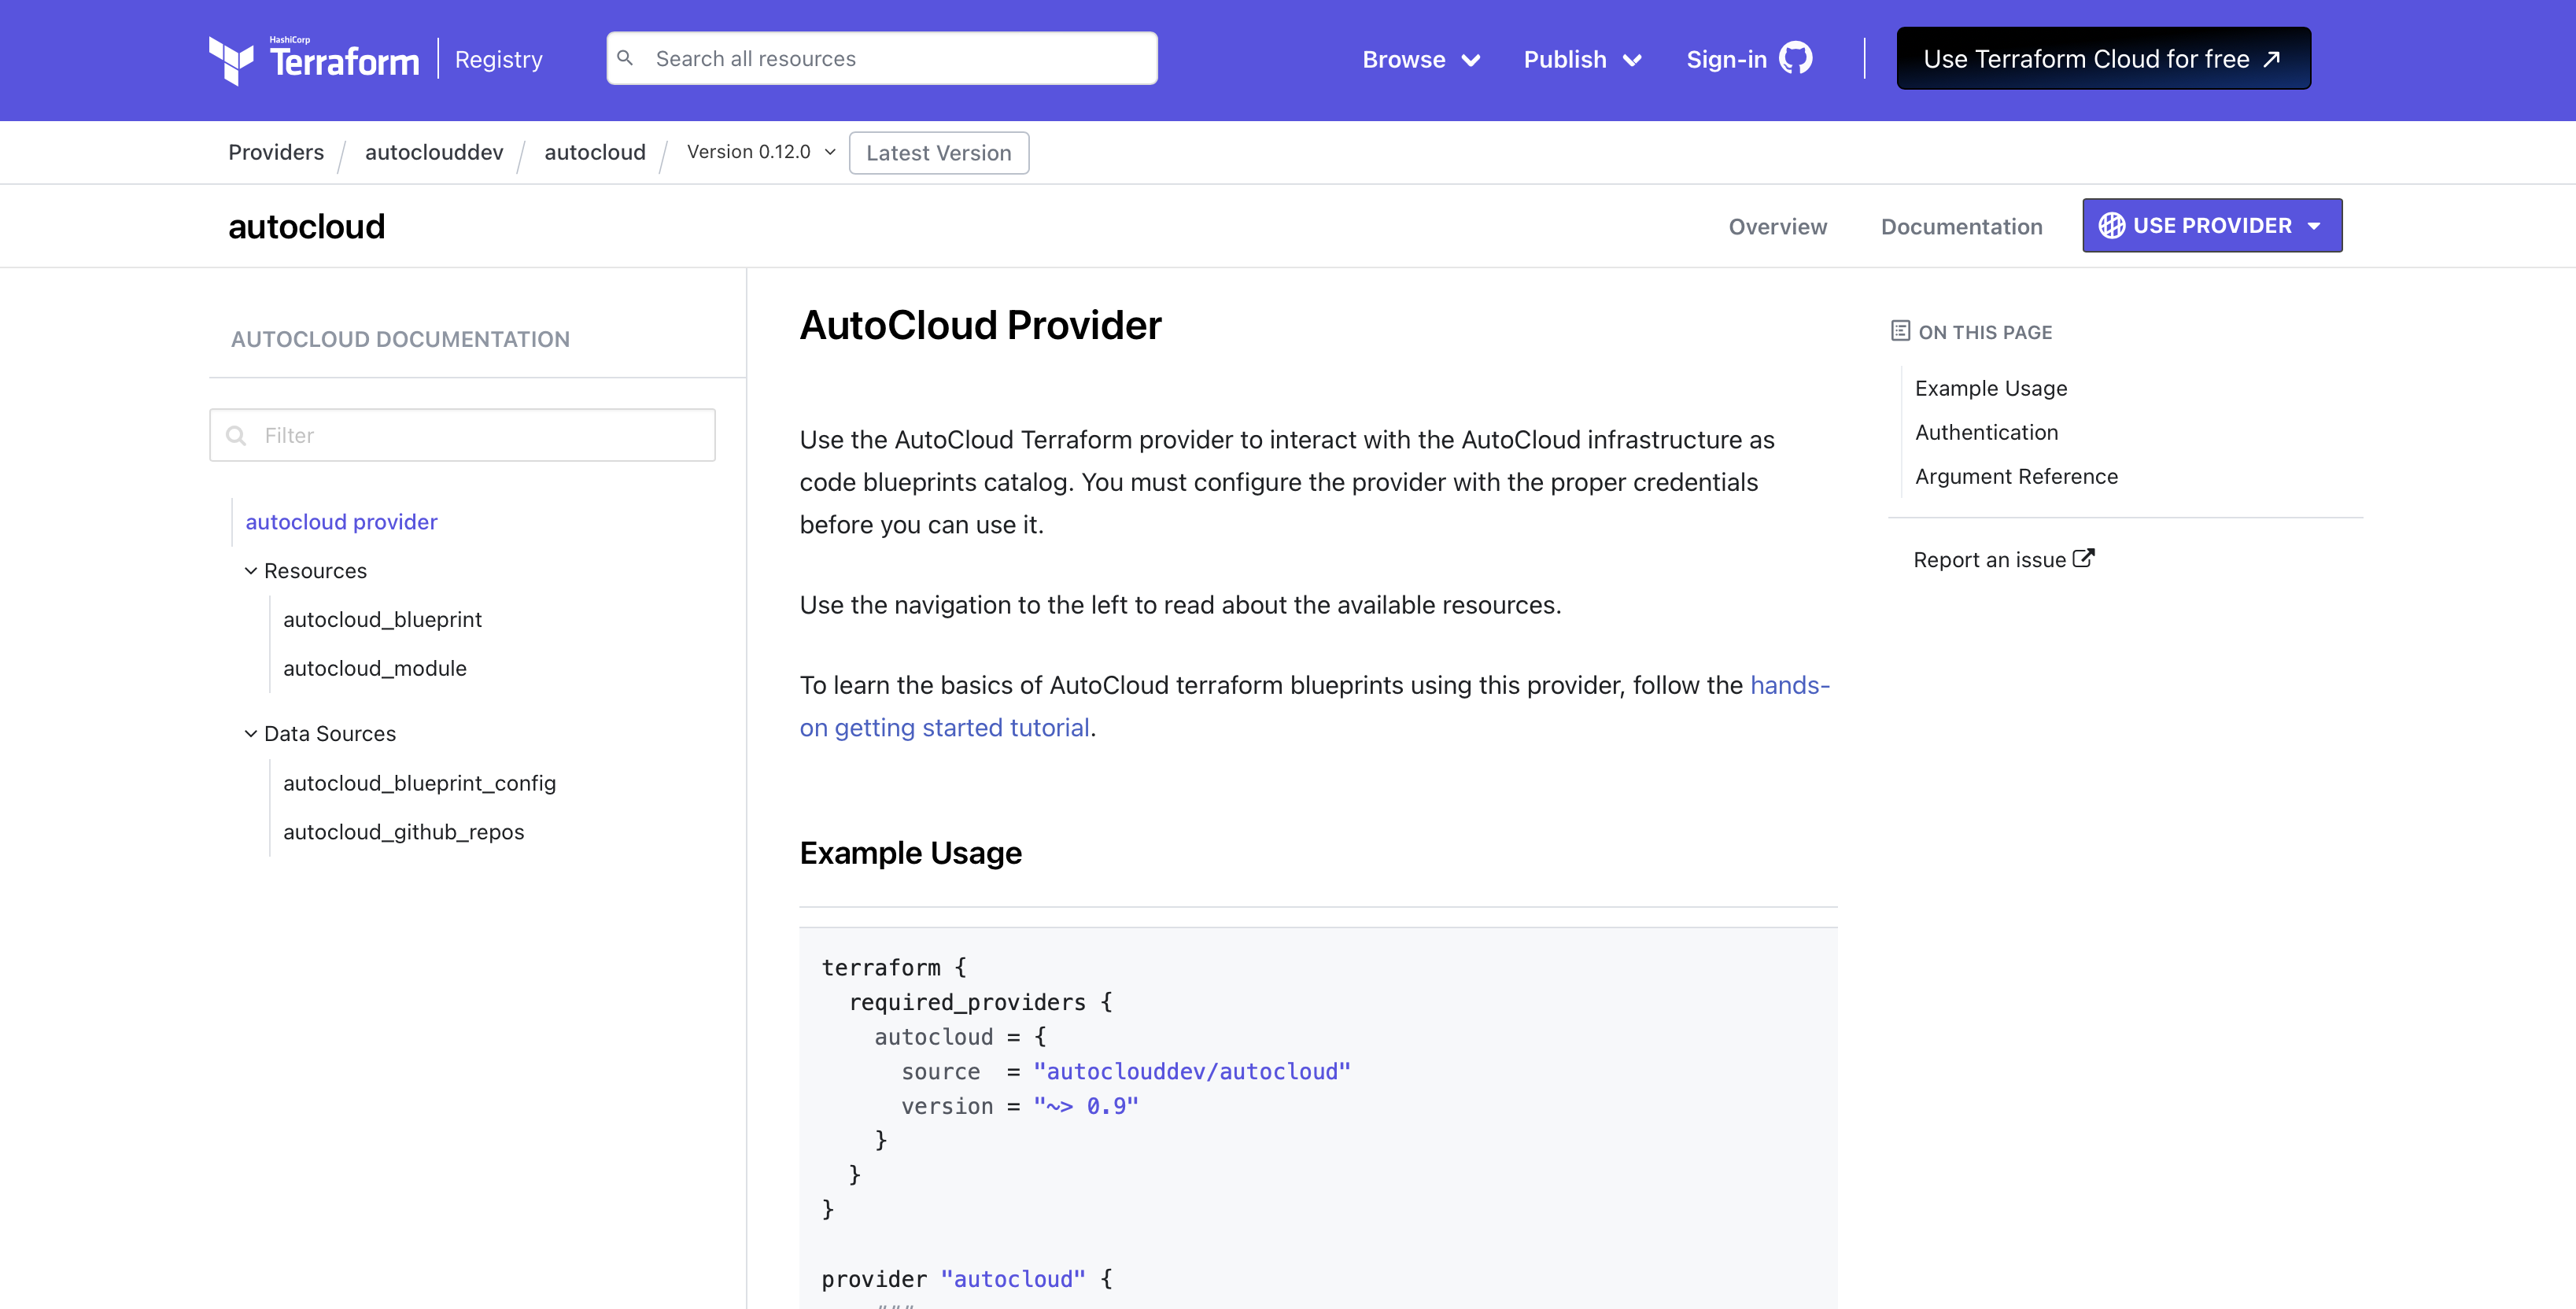 HashiCorp
Terraform
Registry
Search all resources
Browse
Publish
Sign-in
Use Terraform Cloud for free
Providers
autoclouddev
autocloud
Version 0.12.0
Latest Version
autocloud
Overview
Documentation
USE PROVIDER
AUTOCLOUD DOCUMENTATION
Filter
autocloud provider
Resources
autocloud_blueprint
autocloud_module
Data Sources
autocloud_blueprint_config
autocloud_github_repos
AutoCloud Provider
Use the AutoCloud Terraform provider to interact with the AutoCloud infrastructure as
code blueprints catalog. You must configure the provider with the proper credentials
before you can use it.
Use the navigation to the left to read about the available resources.
To learn the basics of AutoCloud terraform blueprints using this provider, follow the hands-
on getting started tutorial.
Example Usage
terraform {
  required_providers {
    autocloud = {
      source  = "autoclouddev/autocloud"
      version = "~> 0.9"
    }
  }
}
provider "autocloud" {
    ###
ON THIS PAGE
Example Usage
Authentication
Argument Reference
Report an issue